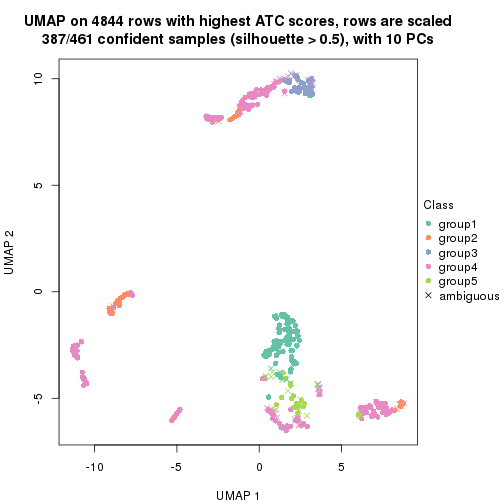 UMAP on 4844 rows with highest ATC scores, rows are scaled
387/461 confident samples (silhouette > 0.5), with 10 PCs
10
5
0
-5
UMAP 2
-10
-5
0
5
UMAP 1
Class
group1
group2
group3
group4
group5
ambiguous